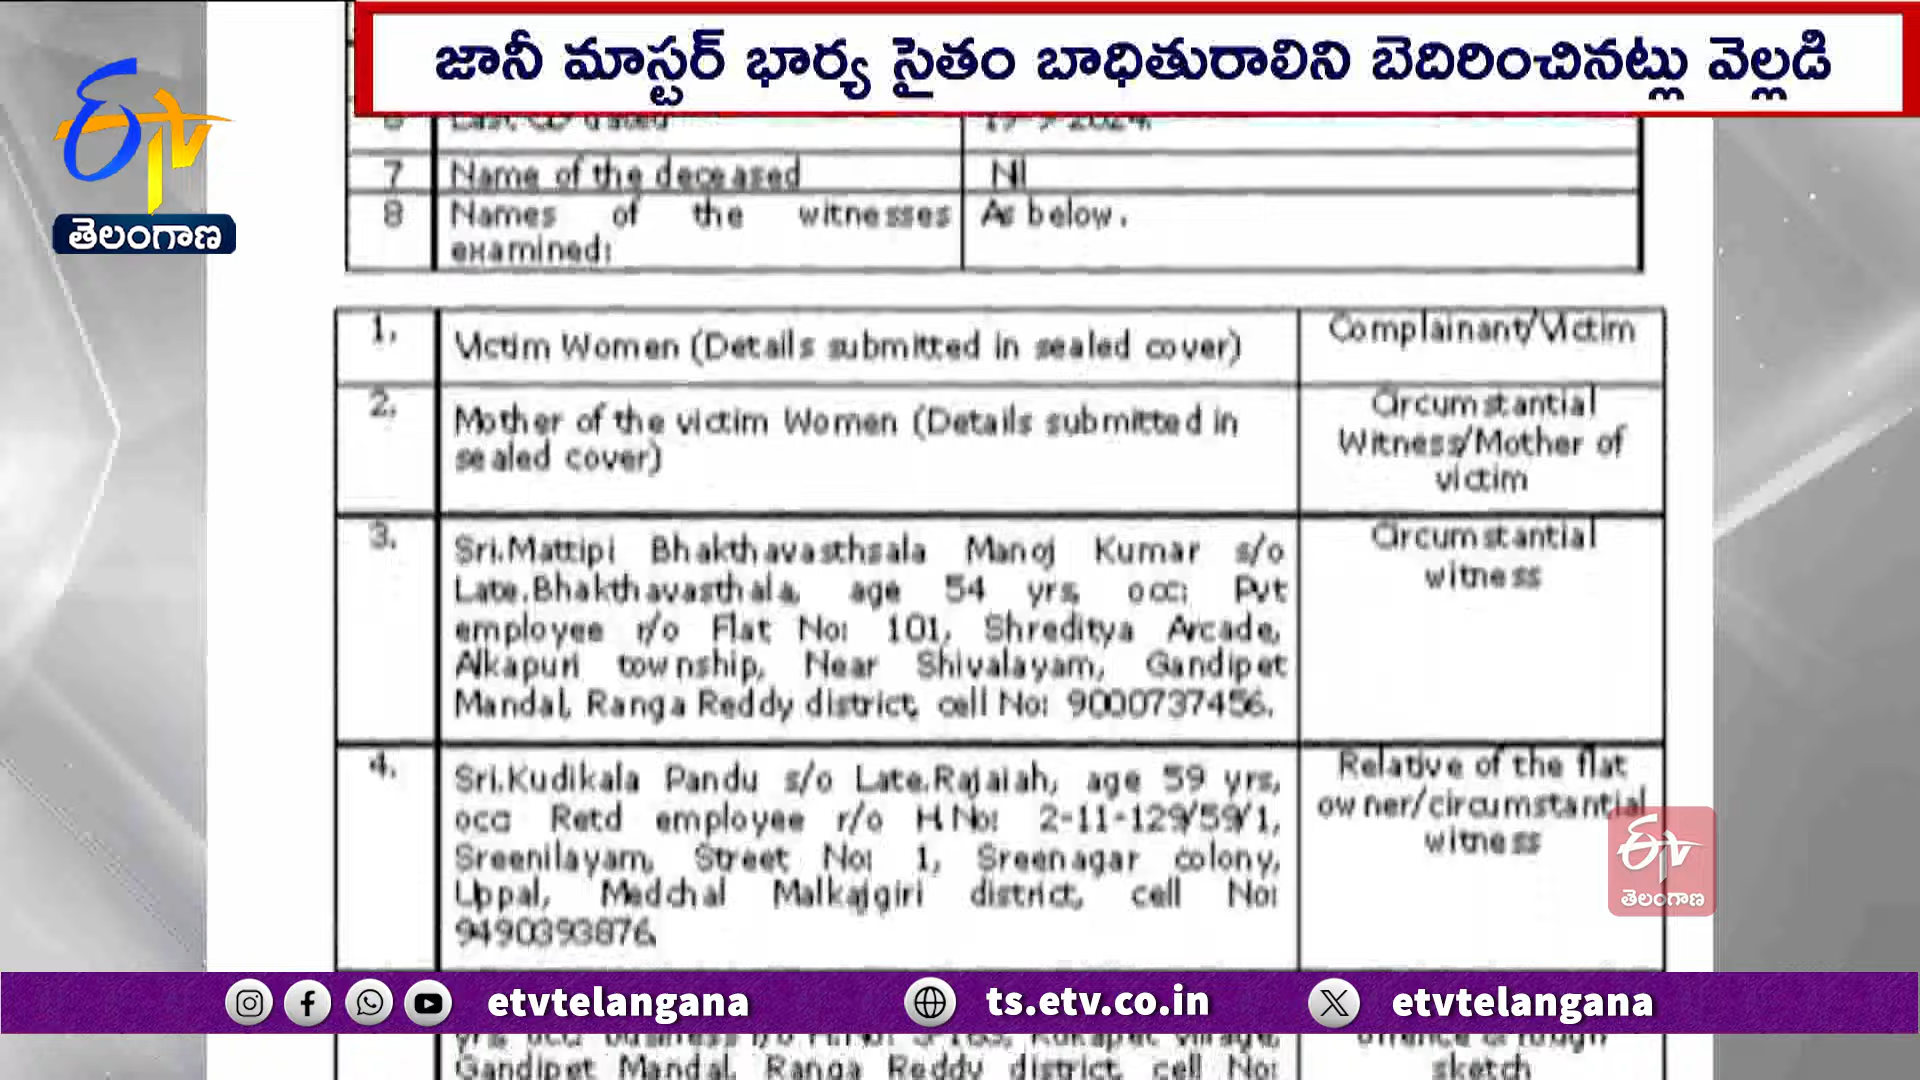 జానీ మాస్టర్ భార్య సైతం బాధితురాలిని బెదిరించినట్లు వెల్లడి
ETV
తెలంగాణ
7 Name of the deceased Nil
8 Names of the witnesses As below.
examined:
1. Victim Women (Details submitted in sealed cover) Complainant/Victim
2. Mother of the victim Women (Details submitted in
sealed cover)
Circumstantial
Witness/Mother of
victim
3. Sri.Mattipi Bhakthavasthsala Manoj Kumar s/o
Late.Bhakthavasthala, age 54 yrs, occ: Pvt
employee r/o Flat No: 101, Shreditya Arcade,
Alkapuri township, Near Shivalayam, Gandipet
Mandal, Ranga Reddy district, cell No: 9000737456.
Circumstantial
witness
4. Sri.Kudikala Pandu s/o Late.Rajaiah, age 59 yrs,
occ: Retd employee r/o H.No: 2-11-129/59/1,
Sreenilayam, Street No: 1, Sreenagar colony,
Uppal, Medchal Malkajgiri district, cell No:
9490393876.
Relative of the flat
owner/circumstantial
witness
ETV
తెలంగాణ
etvtelangana ts.etv.co.in etvtelangana
Gandipet Mandal, Ranga Reddy district, cell No:
sketch